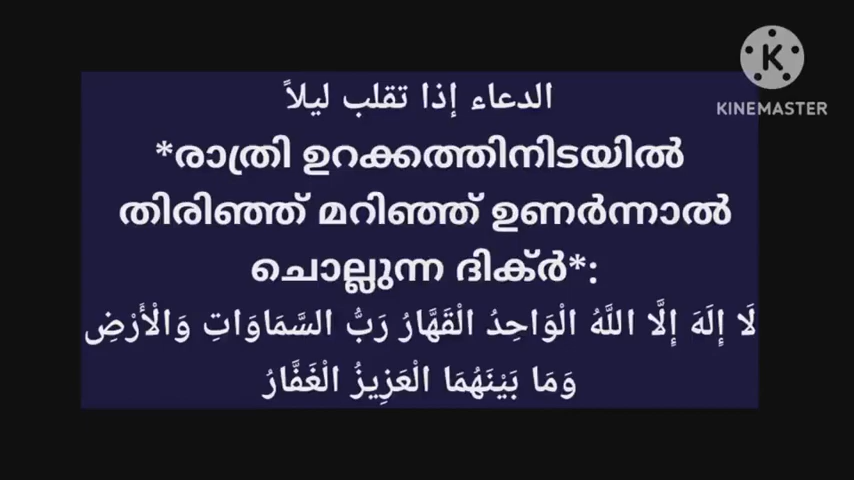 الدعاء إذا تقلب ليلاً
*രാത്രി ഉറക്കത്തിനിടയിൽ
തിരിഞ്ഞ് മറിഞ്ഞ് ഉണർന്നാൽ
ചൊല്ലുന്ന ദിക്ർ*:
لَا إِلَهَ إِلَّا اللَّهُ الْوَاحِدُ الْقَهَّارُ رَبُّ السَّمَاوَاتِ وَالْأَرْضِ
وَمَا بَيْنَهُمَا الْعَزِيزُ الْغَفَّارُ
K
KINEMASTER